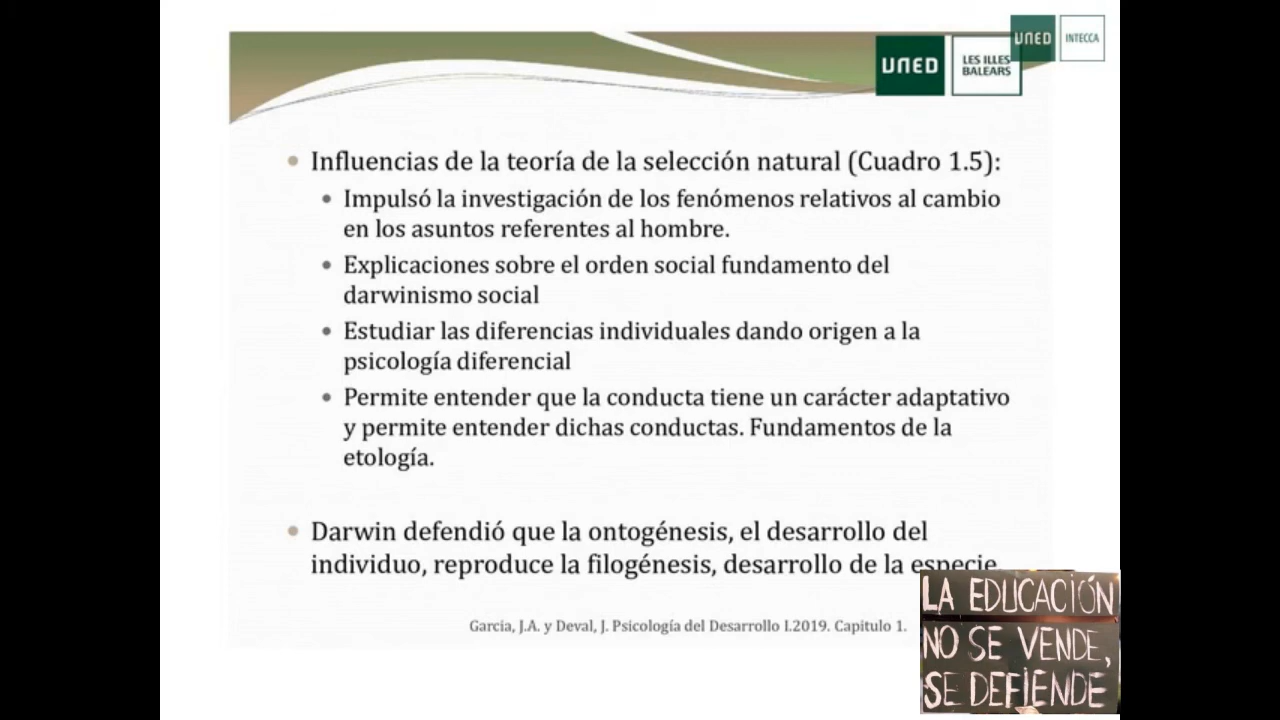 UNED
INTECCA
UNED
LES ILLES
BALEARS
Influencias de la teoría de la selección natural (Cuadro 1.5):
Impulsó la investigación de los fenómenos relativos al cambio
en los asuntos referentes al hombre.
Explicaciones sobre el orden social fundamento del
darwinismo social
Estudiar las diferencias individuales dando origen a la
psicología diferencial
Permite entender que la conducta tiene un carácter adaptativo
y permite entender dichas conductas. Fundamentos de la
etología.
Darwin defendió que la ontogénesis, el desarrollo del
individuo, reproduce la filogénesis, desarrollo de la especie.
Garcia, J.A. y Deval, J. Psicología del Desarrollo I.2019. Capitulo 1.
LA EDUCACIÓN
NO SE VENDE,
SE DEFIENDE